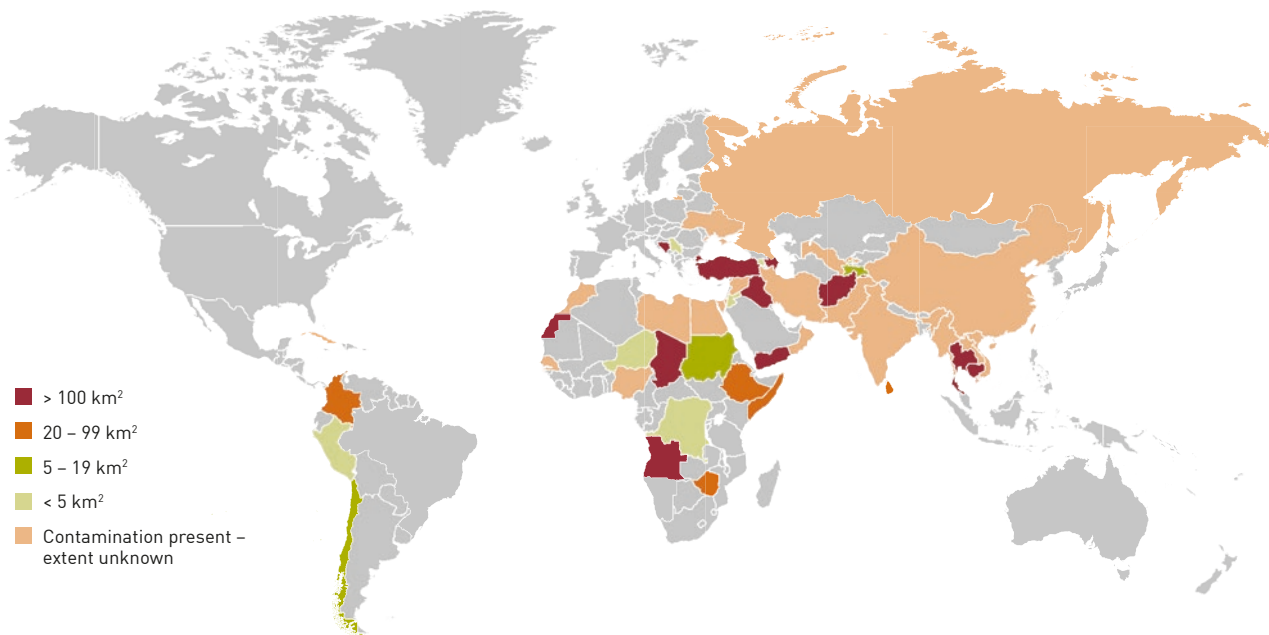 > 100 km²
20 – 99 km²
5 – 19 km²
< 5 km²
Contamination present –
extent unknown